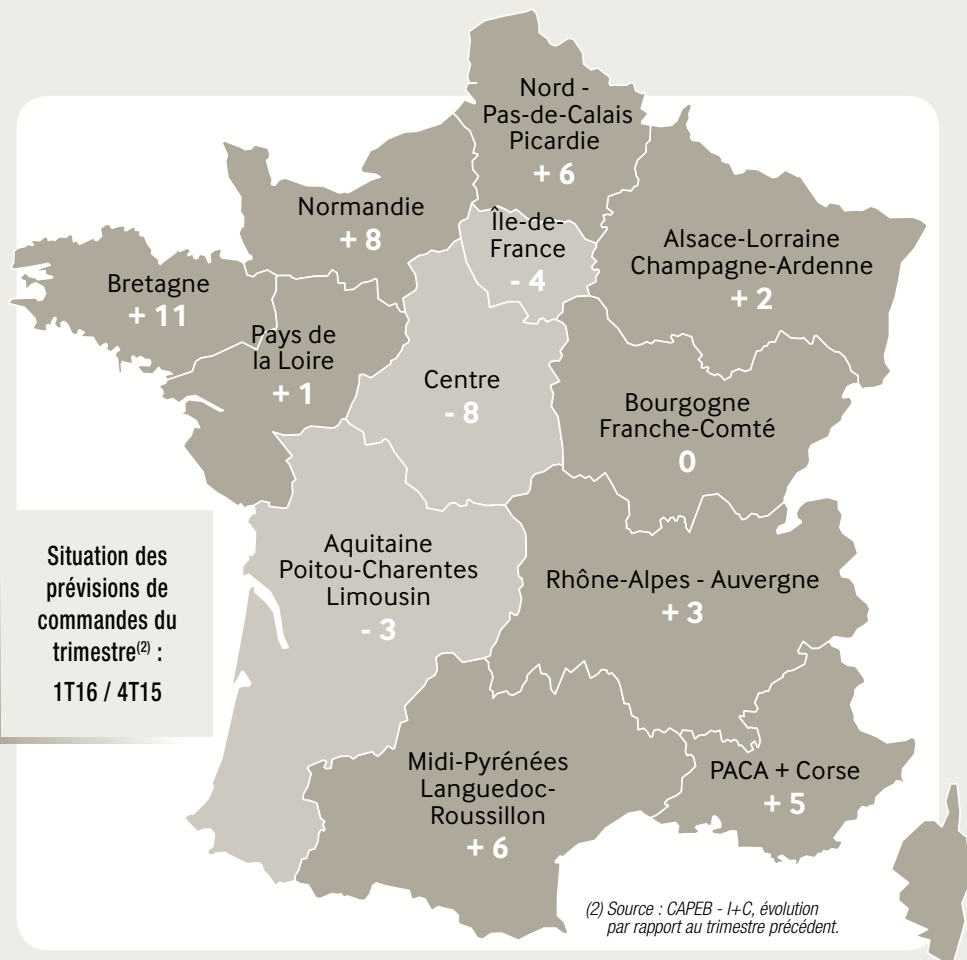 Nord -
Pas-de-Calais
Picardie
+ 6
Normandie
+ 8
Île-de-
France
- 4
Alsace-Lorraine
Champagne-Ardenne
+ 2
Bretagne
+ 11
Pays de
la Loire
+ 1
Centre
- 8
Bourgogne
Franche-Comté
0
Situation des
prévisions de
commandes du
trimestre(2) :
1T16 / 4T15
Aquitaine
Poitou-Charentes
Limousin
- 3
Rhône-Alpes - Auvergne
+ 3
Midi-Pyrénées
Languedoc-
Roussillon
+ 6
PACA + Corse
+ 5
(2) Source : CAPEB - I+C, évolution
par rapport au trimestre précédent.